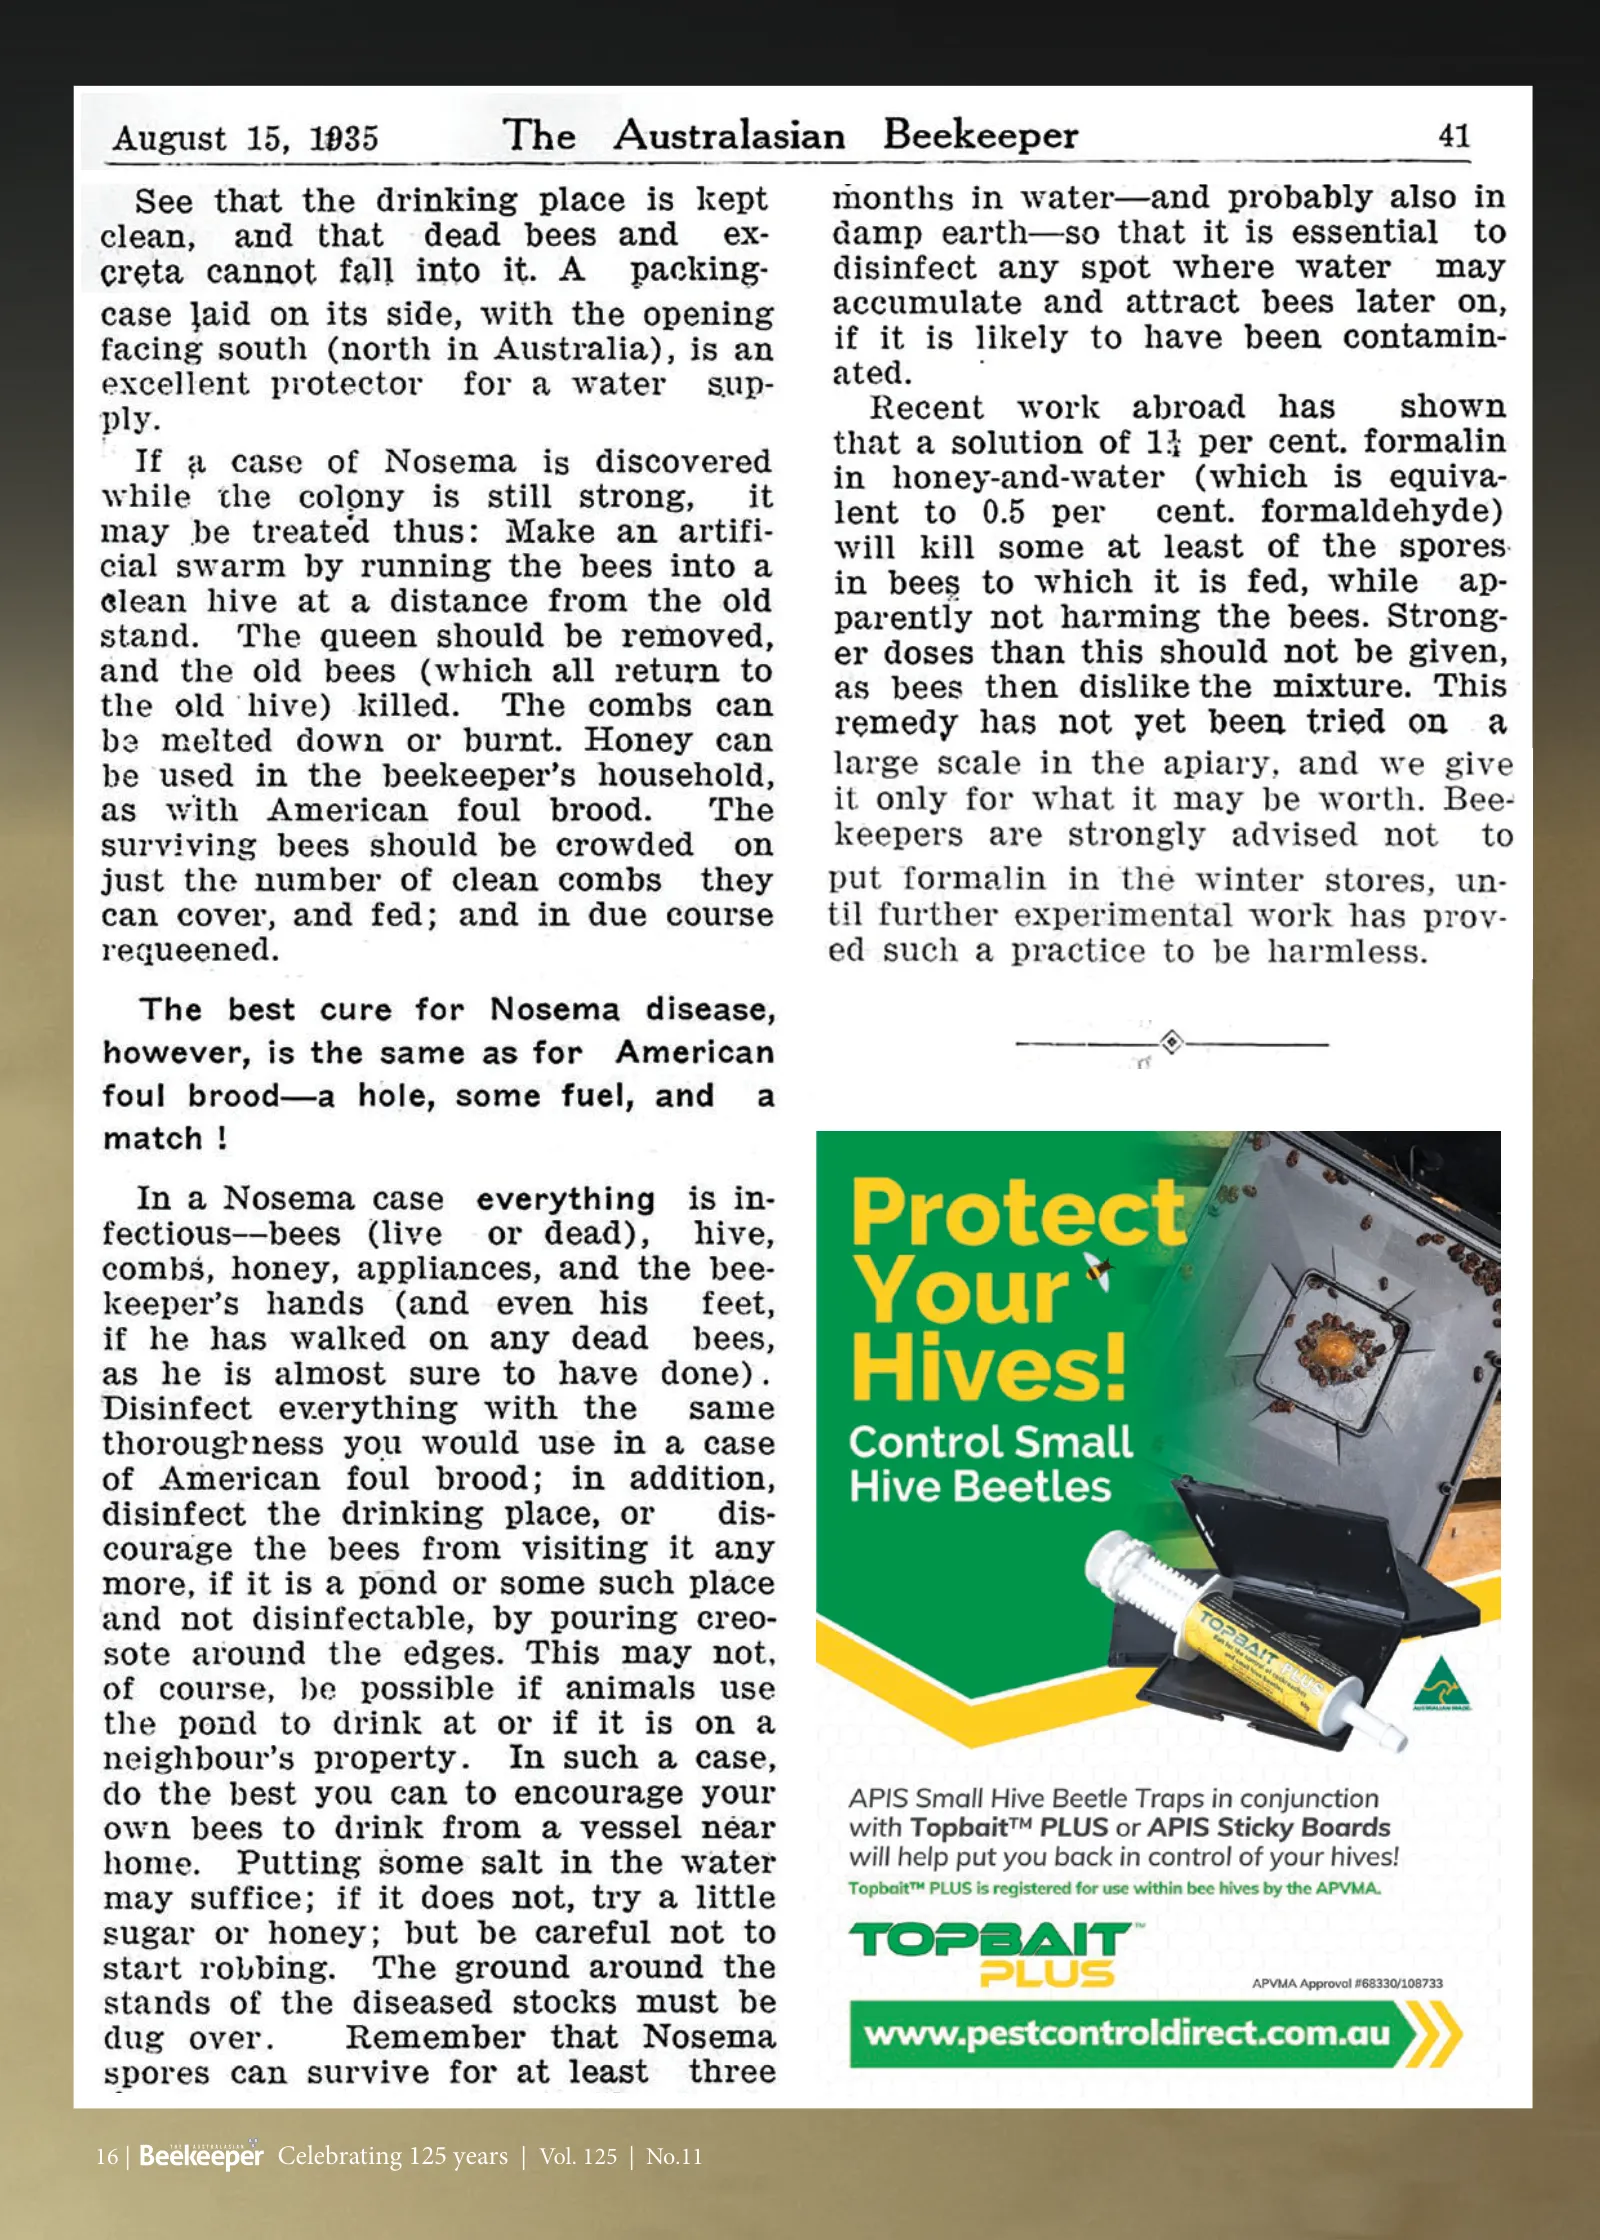 August 15, 1935 The Australasian Beekeeper 41
See that the drinking place is kept
clean, and that dead bees and ex-
creta cannot fall into it. A packing-
case laid on its side, with the opening
facing south (north in Australia), is an
excellent protector for a water sup-
ply.
If a case of Nosema is discovered
while the colony is still strong, it
may be treated thus: Make an artifi-
cial swarm by running the bees into a
clean hive at a distance from the old
stand. The queen should be removed,
and the old bees (which all return to
the old hive) killed. The combs can
be melted down or burnt. Honey can
be used in the beekeeper's household,
as with American foul brood. The
surviving bees should be crowded on
just the number of clean combs they
can cover, and fed; and in due course
requeened.
The best cure for Nosema disease,
however, is the same as for American
foul brood—a hole, some fuel, and a
match !
In a Nosema case everything is in-
fectious—bees (live or dead), hive,
combs, honey, appliances, and the bee-
keeper's hands (and even his feet,
if he has walked on any dead bees,
as he is almost sure to have done).
Disinfect everything with the same
thoroughness you would use in a case
of American foul brood; in addition,
disinfect the drinking place, or dis-
courage the bees from visiting it any
more, if it is a pond or some such place
and not disinfectable, by pouring creo-
sote around the edges. This may not,
of course, be possible if animals use
the pond to drink at or if it is on a
neighbour's property. In such a case,
do the best you can to encourage your
own bees to drink from a vessel near
home. Putting some salt in the water
may suffice; if it does not, try a little
sugar or honey; but be careful not to
start robbing. The ground around the
stands of the diseased stocks must be
dug over. Remember that Nosema
spores can survive for at least three
months in water—and probably also in
damp earth—so that it is essential to
disinfect any spot where water may
accumulate and attract bees later on,
if it is likely to have been contamin-
ated.
Recent work abroad has shown
that a solution of 1¼ per cent. formalin
in honey-and-water (which is equiva-
lent to 0.5 per cent. formaldehyde)
will kill some at least of the spores
in bees to which it is fed, while ap-
parently not harming the bees. Strong-
er doses than this should not be given,
as bees then dislike the mixture. This
remedy has not yet been tried on a
large scale in the apiary, and we give
it only for what it may be worth. Bee-
keepers are strongly advised not to
put formalin in the winter stores, un-
til further experimental work has prov-
ed such a practice to be harmless.
Protect
Your
Hives!
Control Small
Hive Beetles
TOPBAIT PLUS
AUSTRALIAN MADE
APIS Small Hive Beetle Traps in conjunction
with Topbait™ PLUS or APIS Sticky Boards
will help put you back in control of your hives!
Topbait™ PLUS is registered for use within bee hives by the APVMA.
TOPBAIT™
PLUS
APVMA Approval #68330/108733
www.pestcontroldirect.com.au
16 | THE AUSTRALASIAN Beekeeper Celebrating 125 years | Vol. 125 | No.11